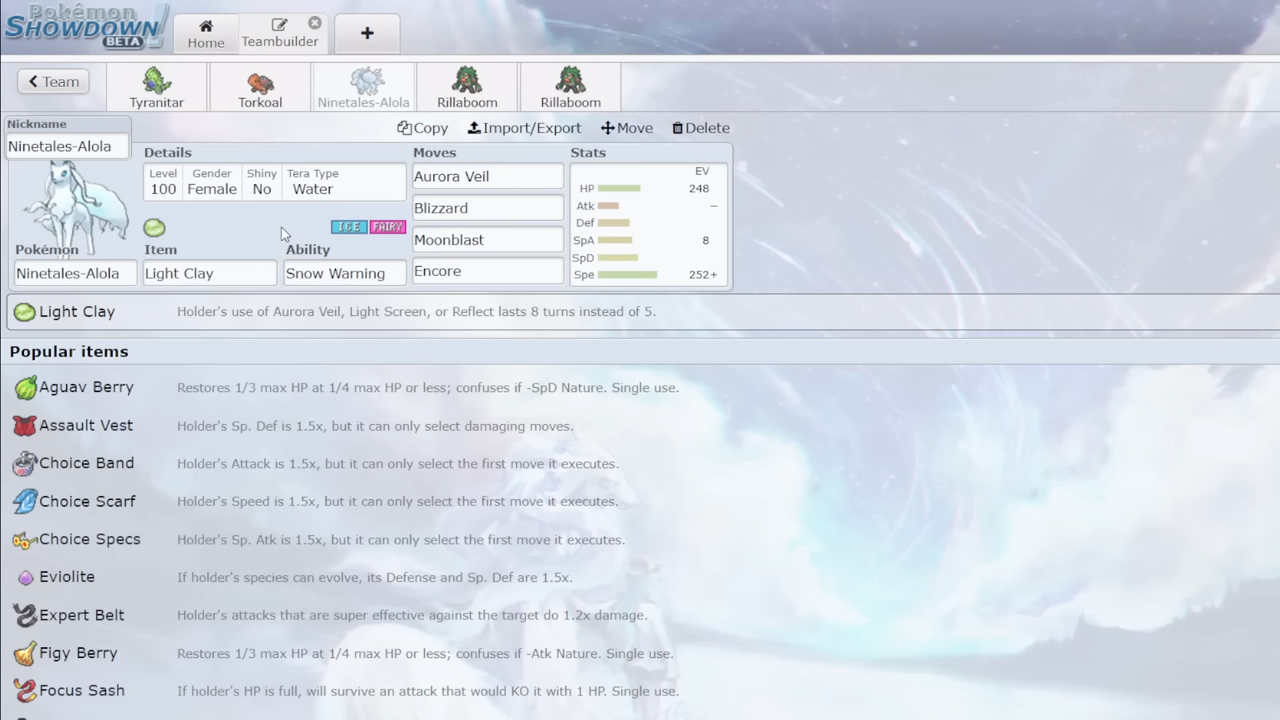 Pokémon
SHOWDOWN!
BETA
Home
Teambuilder
+
Team
Tyranitar
Torkoal
Ninetales-Alola
Rillaboom
Rillaboom
Copy Import/Export Move Delete
Nickname
Ninetales-Alola
Details
Level Gender Shiny Tera Type
100 Female No Water
ICE FAIRY
Pokémon Item Ability
Ninetales-Alola Light Clay Snow Warning
Moves
Aurora Veil
Blizzard
Moonblast
Encore
Stats
EV
HP 248
Atk –
Def
SpA 8
SpD
Spe 252+
Light Clay Holder's use of Aurora Veil, Light Screen, or Reflect lasts 8 turns instead of 5.
Popular items
Aguav Berry Restores 1/3 max HP at 1/4 max HP or less; confuses if -SpD Nature. Single use.
Assault Vest Holder's Sp. Def is 1.5x, but it can only select damaging moves.
Choice Band Holder's Attack is 1.5x, but it can only select the first move it executes.
Choice Scarf Holder's Speed is 1.5x, but it can only select the first move it executes.
Choice Specs Holder's Sp. Atk is 1.5x, but it can only select the first move it executes.
Eviolite If holder's species can evolve, its Defense and Sp. Def are 1.5x.
Expert Belt Holder's attacks that are super effective against the target do 1.2x damage.
Figy Berry Restores 1/3 max HP at 1/4 max HP or less; confuses if -Atk Nature. Single use.
Focus Sash If holder's HP is full, will survive an attack that would KO it with 1 HP. Single use.